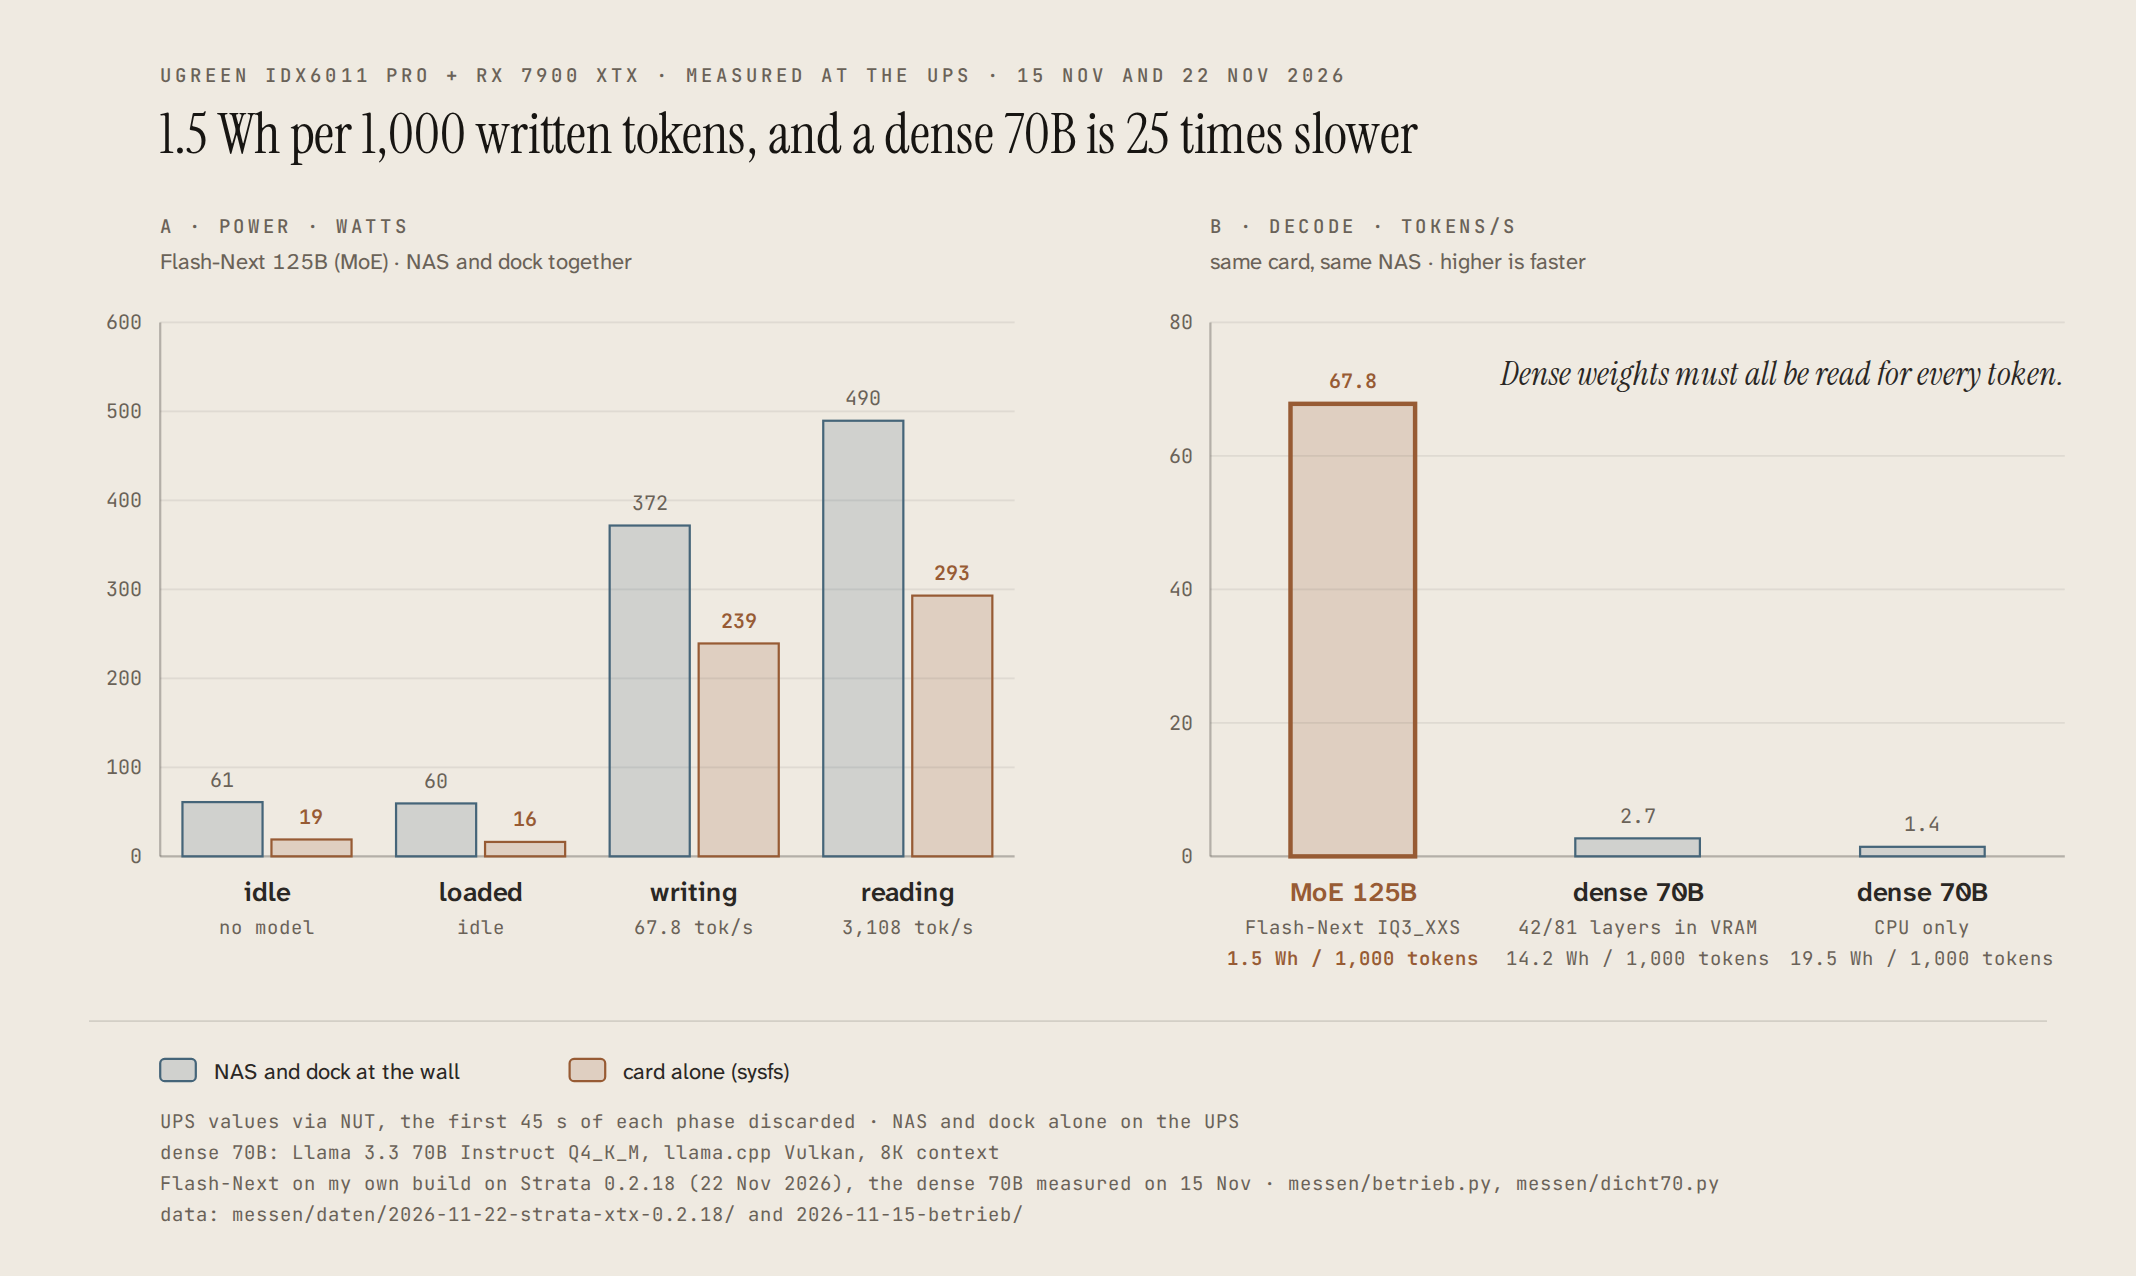 UGREEN IDX6011 PRO + RX 7900 XTX · MEASURED AT THE UPS · 15 NOV AND 22 NOV 2026
1.5 Wh per 1,000 written tokens, and a dense 70B is 25 times slower
A · POWER · WATTS
Flash-Next 125B (MoE) · NAS and dock together
600
500
400
300
200
100
0
61
19
60
16
372
239
490
293
idle
loaded
writing
reading
no model
idle
67.8 tok/s
3,108 tok/s
B · DECODE · TOKENS/S
same card, same NAS · higher is faster
80
60
40
20
0
Dense weights must all be read for every token.
67.8
2.7
1.4
MoE 125B
dense 70B
dense 70B
Flash-Next IQ3_XXS
42/81 layers in VRAM
CPU only
1.5 Wh / 1,000 tokens
14.2 Wh / 1,000 tokens
19.5 Wh / 1,000 tokens
NAS and dock at the wall
card alone (sysfs)
UPS values via NUT, the first 45 s of each phase discarded · NAS and dock alone on the UPS
dense 70B: Llama 3.3 70B Instruct Q4_K_M, llama.cpp Vulkan, 8K context
Flash-Next on my own build on Strata 0.2.18 (22 Nov 2026), the dense 70B measured on 15 Nov · messen/betrieb.py, messen/dicht70.py
data: messen/daten/2026-11-22-strata-xtx-0.2.18/ and 2026-11-15-betrieb/